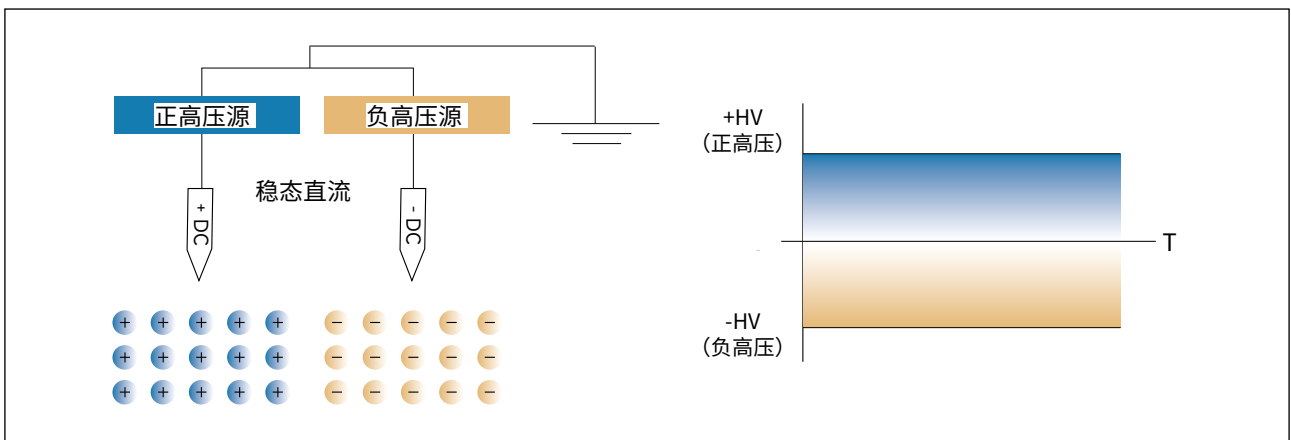 正高压源
负高压源
稳态直流
+ DC
- DC
+ + + + +
− − − − −
+ + + + +
− − − − −
+ + + + +
− − − − −
+HV
（正高压）
T
-HV
（负高压）